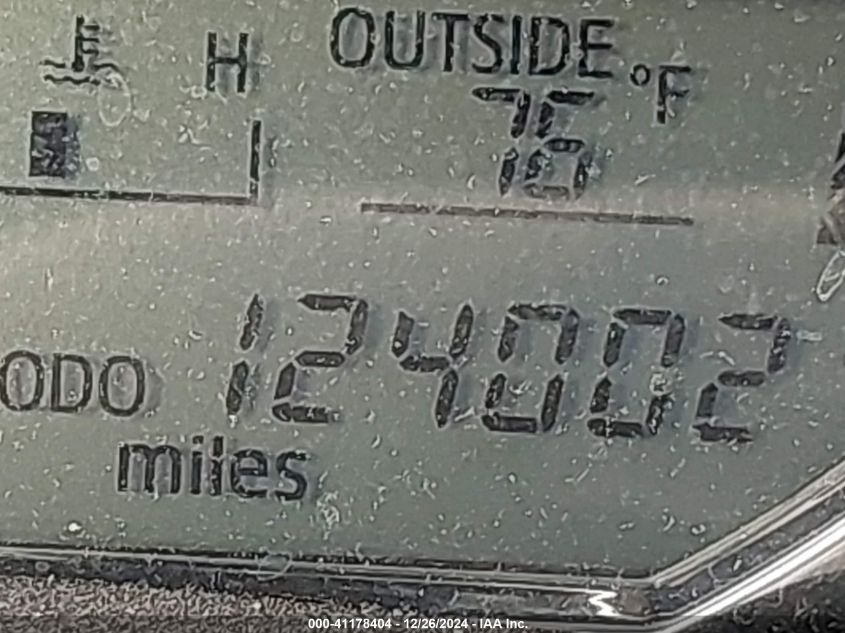 H OUTSIDE
76 °F
ODO 124002
miles
000-41178404 - 12/26/2024 - IAA Inc.